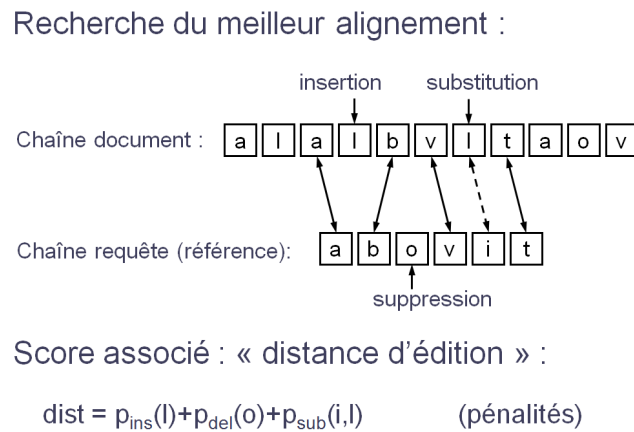 Recherche du meilleur alignement :
insertion substitution
Chaîne document : a l a l b v l t a o v
Chaîne requête (référence): a b o v i t
suppression
Score associé : « distance d'édition » :
dist = pins(l)+pdel(o)+psub(i,l) (pénalités)